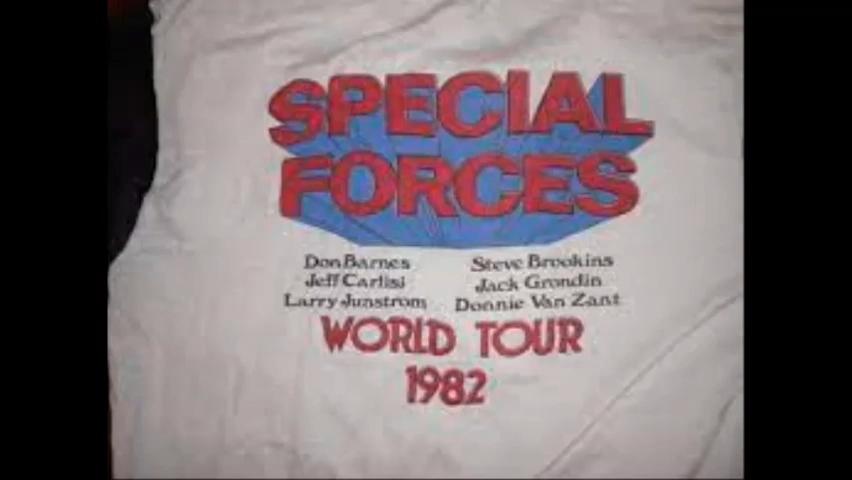 SPECIAL
FORCES
Don Barnes Steve Brookins
Jeff Carlisi Jack Grondin
Larry Junstrom Donnie Van Zant
WORLD TOUR
1982